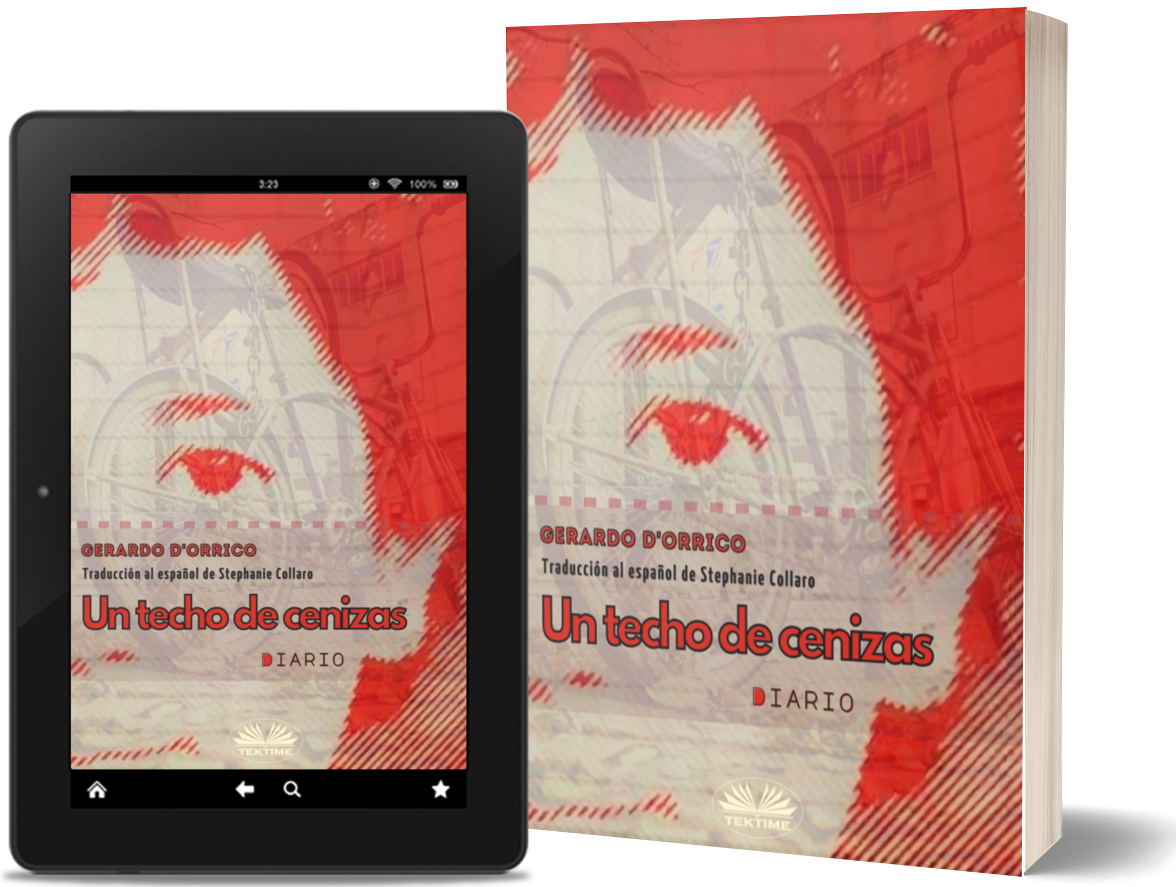 3:23
100%
GERARDO D'ORRICO
Traducción al español de Stephanie Collaro
Un techo de cenizas
DIARIO
TEKTIME
GERARDO D'ORRICO
Traducción al español de Stephanie Collaro
Un techo de cenizas
DIARIO
TEKTIME